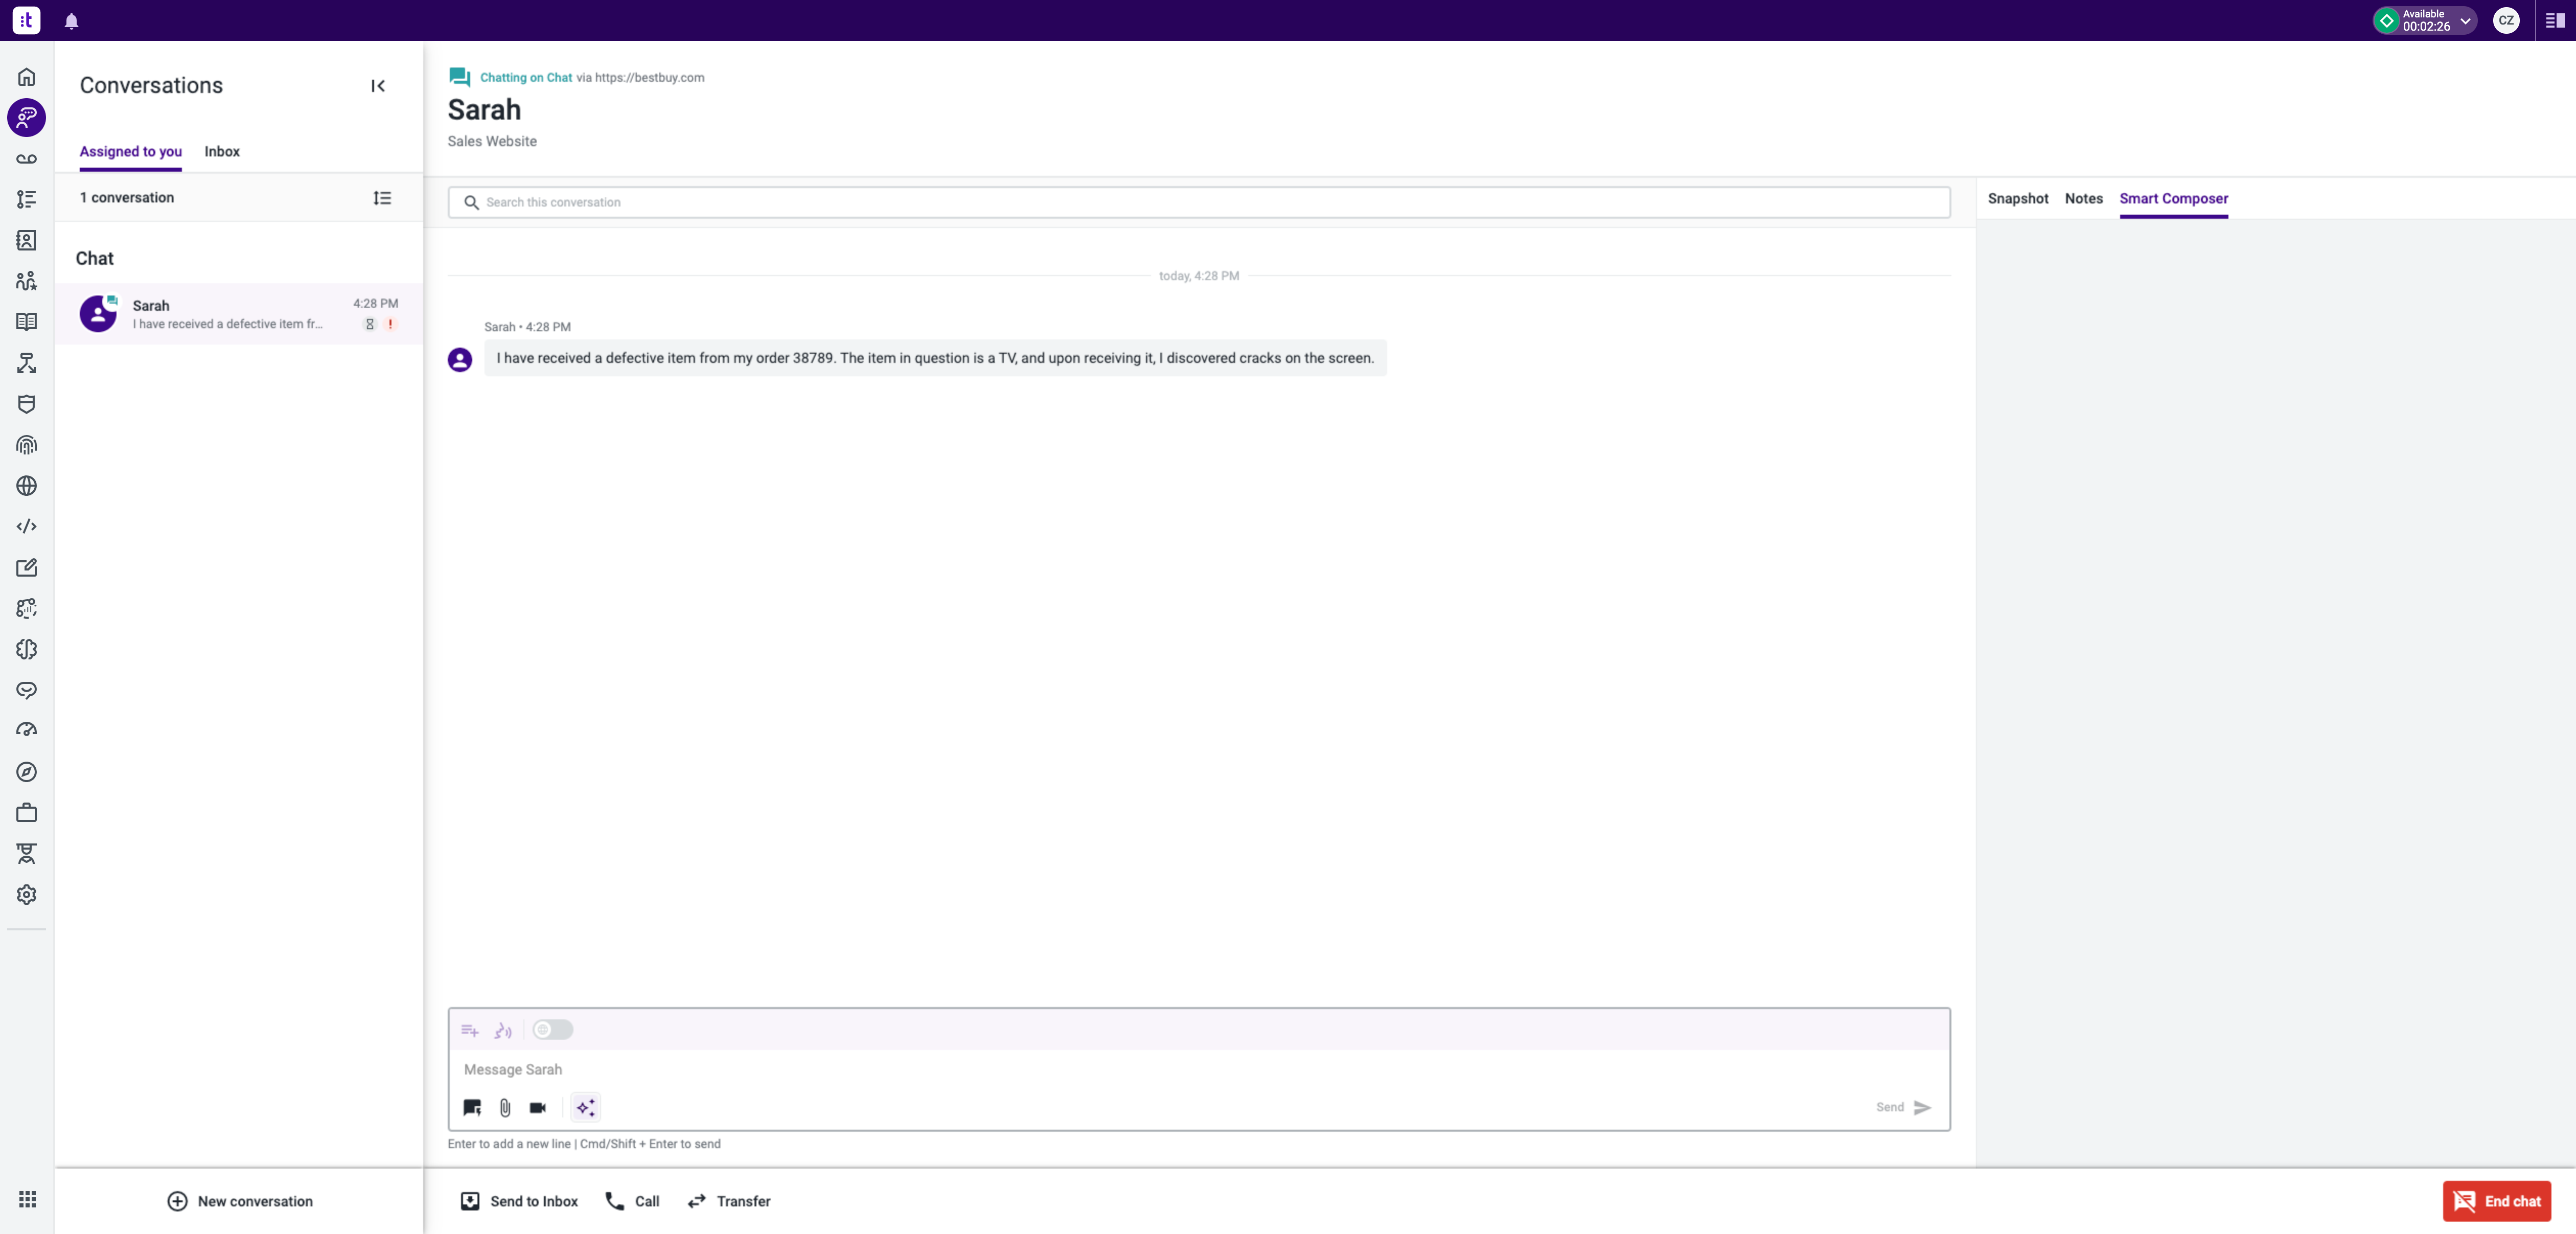 :t
Available
00:02:26
CZ
Conversations
Assigned to you
Inbox
1 conversation
Chat
Sarah
4:28 PM
I have received a defective item fr...
!
New conversation
Chatting on Chat via https://bestbuy.com
Sarah
Sales Website
Search this conversation
today, 4:28 PM
Sarah • 4:28 PM
I have received a defective item from my order 38789. The item in question is a TV, and upon receiving it, I discovered cracks on the screen.
Message Sarah
Send
Enter to add a new line | Cmd/Shift + Enter to send
Send to Inbox
Call
Transfer
End chat
Snapshot
Notes
Smart Composer